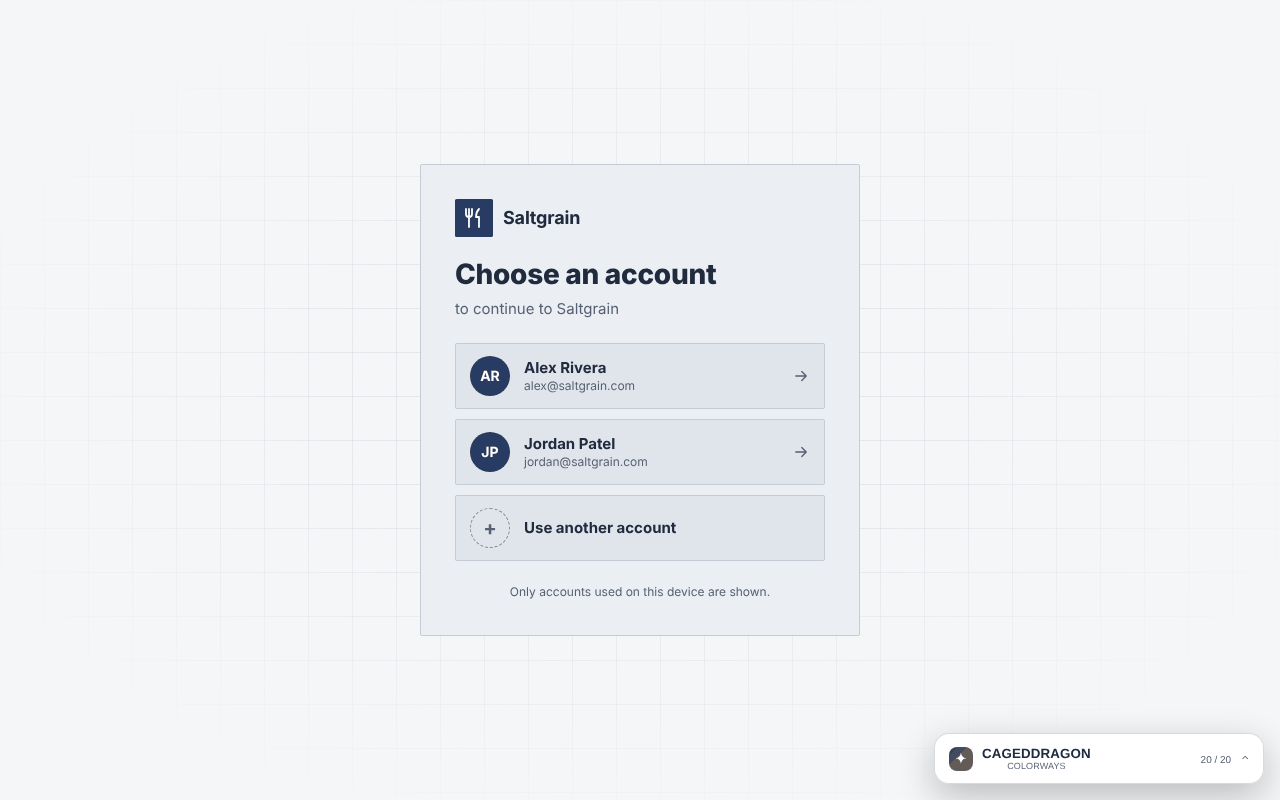 Saltgrain
Choose an account
to continue to Saltgrain
AR
Alex Rivera
alex@saltgrain.com
JP
Jordan Patel
jordan@saltgrain.com
+
Use another account
Only accounts used on this device are shown.
CAGEDDRAGON
COLORWAYS
20 / 20